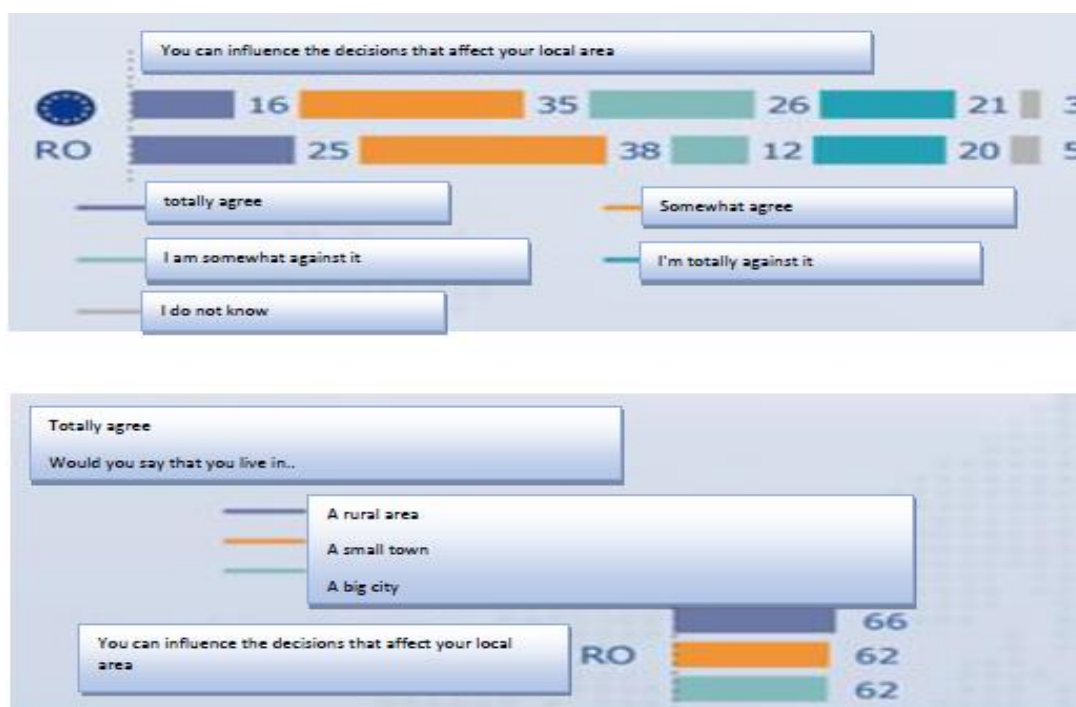 You can influence the decisions that affect your local area
16 35 26 21 3
RO 25 38 12 20 5
totally agree
Somewhat agree
I am somewhat against it
I'm totally against it
I do not know
Totally agree
Would you say that you live in..
A rural area
A small town
A big city
66
You can influence the decisions that affect your local
area
RO 62
62